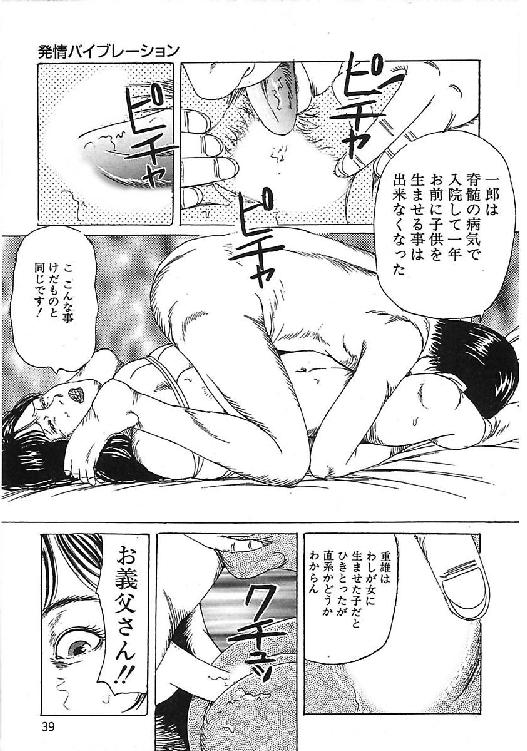 発情バイブレーション
一郎は
脊髄の病気で
入院して一年
お前に子供を
生ませる事は
出来なくなった
ピチャ
ピチャ
ピチャ
こ こんな事
けだものと
同じです!
重雄は
わしが女に
生ませた子だと
ひきとったが
直系かどうか
わからん
クチュッ
お義父さん!!
39